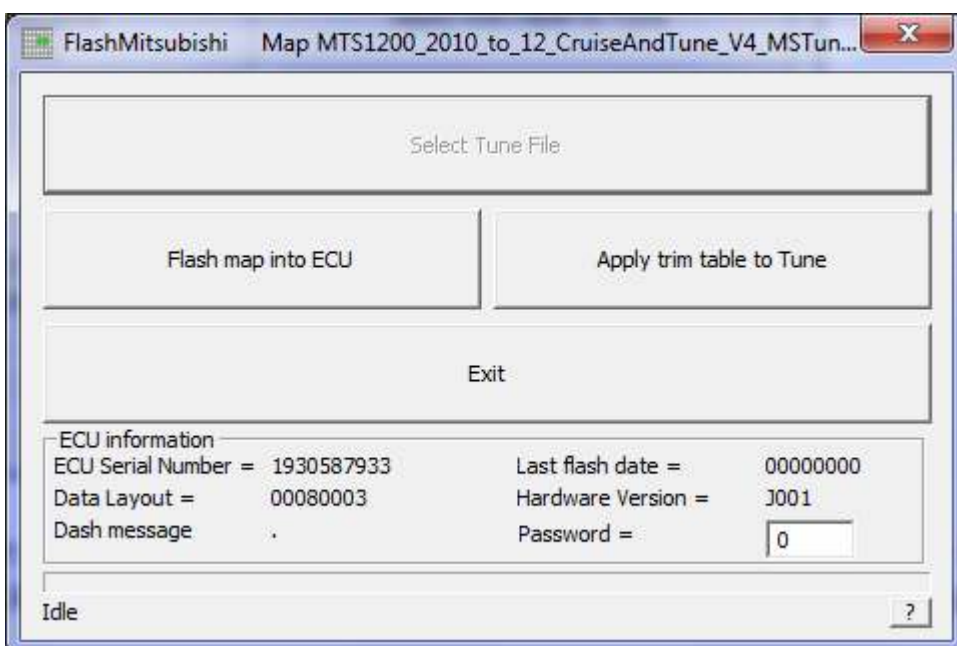 FlashMitsubishi Map MTS1200_2010_to_12_CruiseAndTune_V4_MSTun...
Select Tune File
Flash map into ECU Apply trim table to Tune
Exit
ECU information
ECU Serial Number = 1930587933 Last flash date = 00000000
Data Layout = 00080003 Hardware Version = J001
Dash message . Password = 0
Idle ?